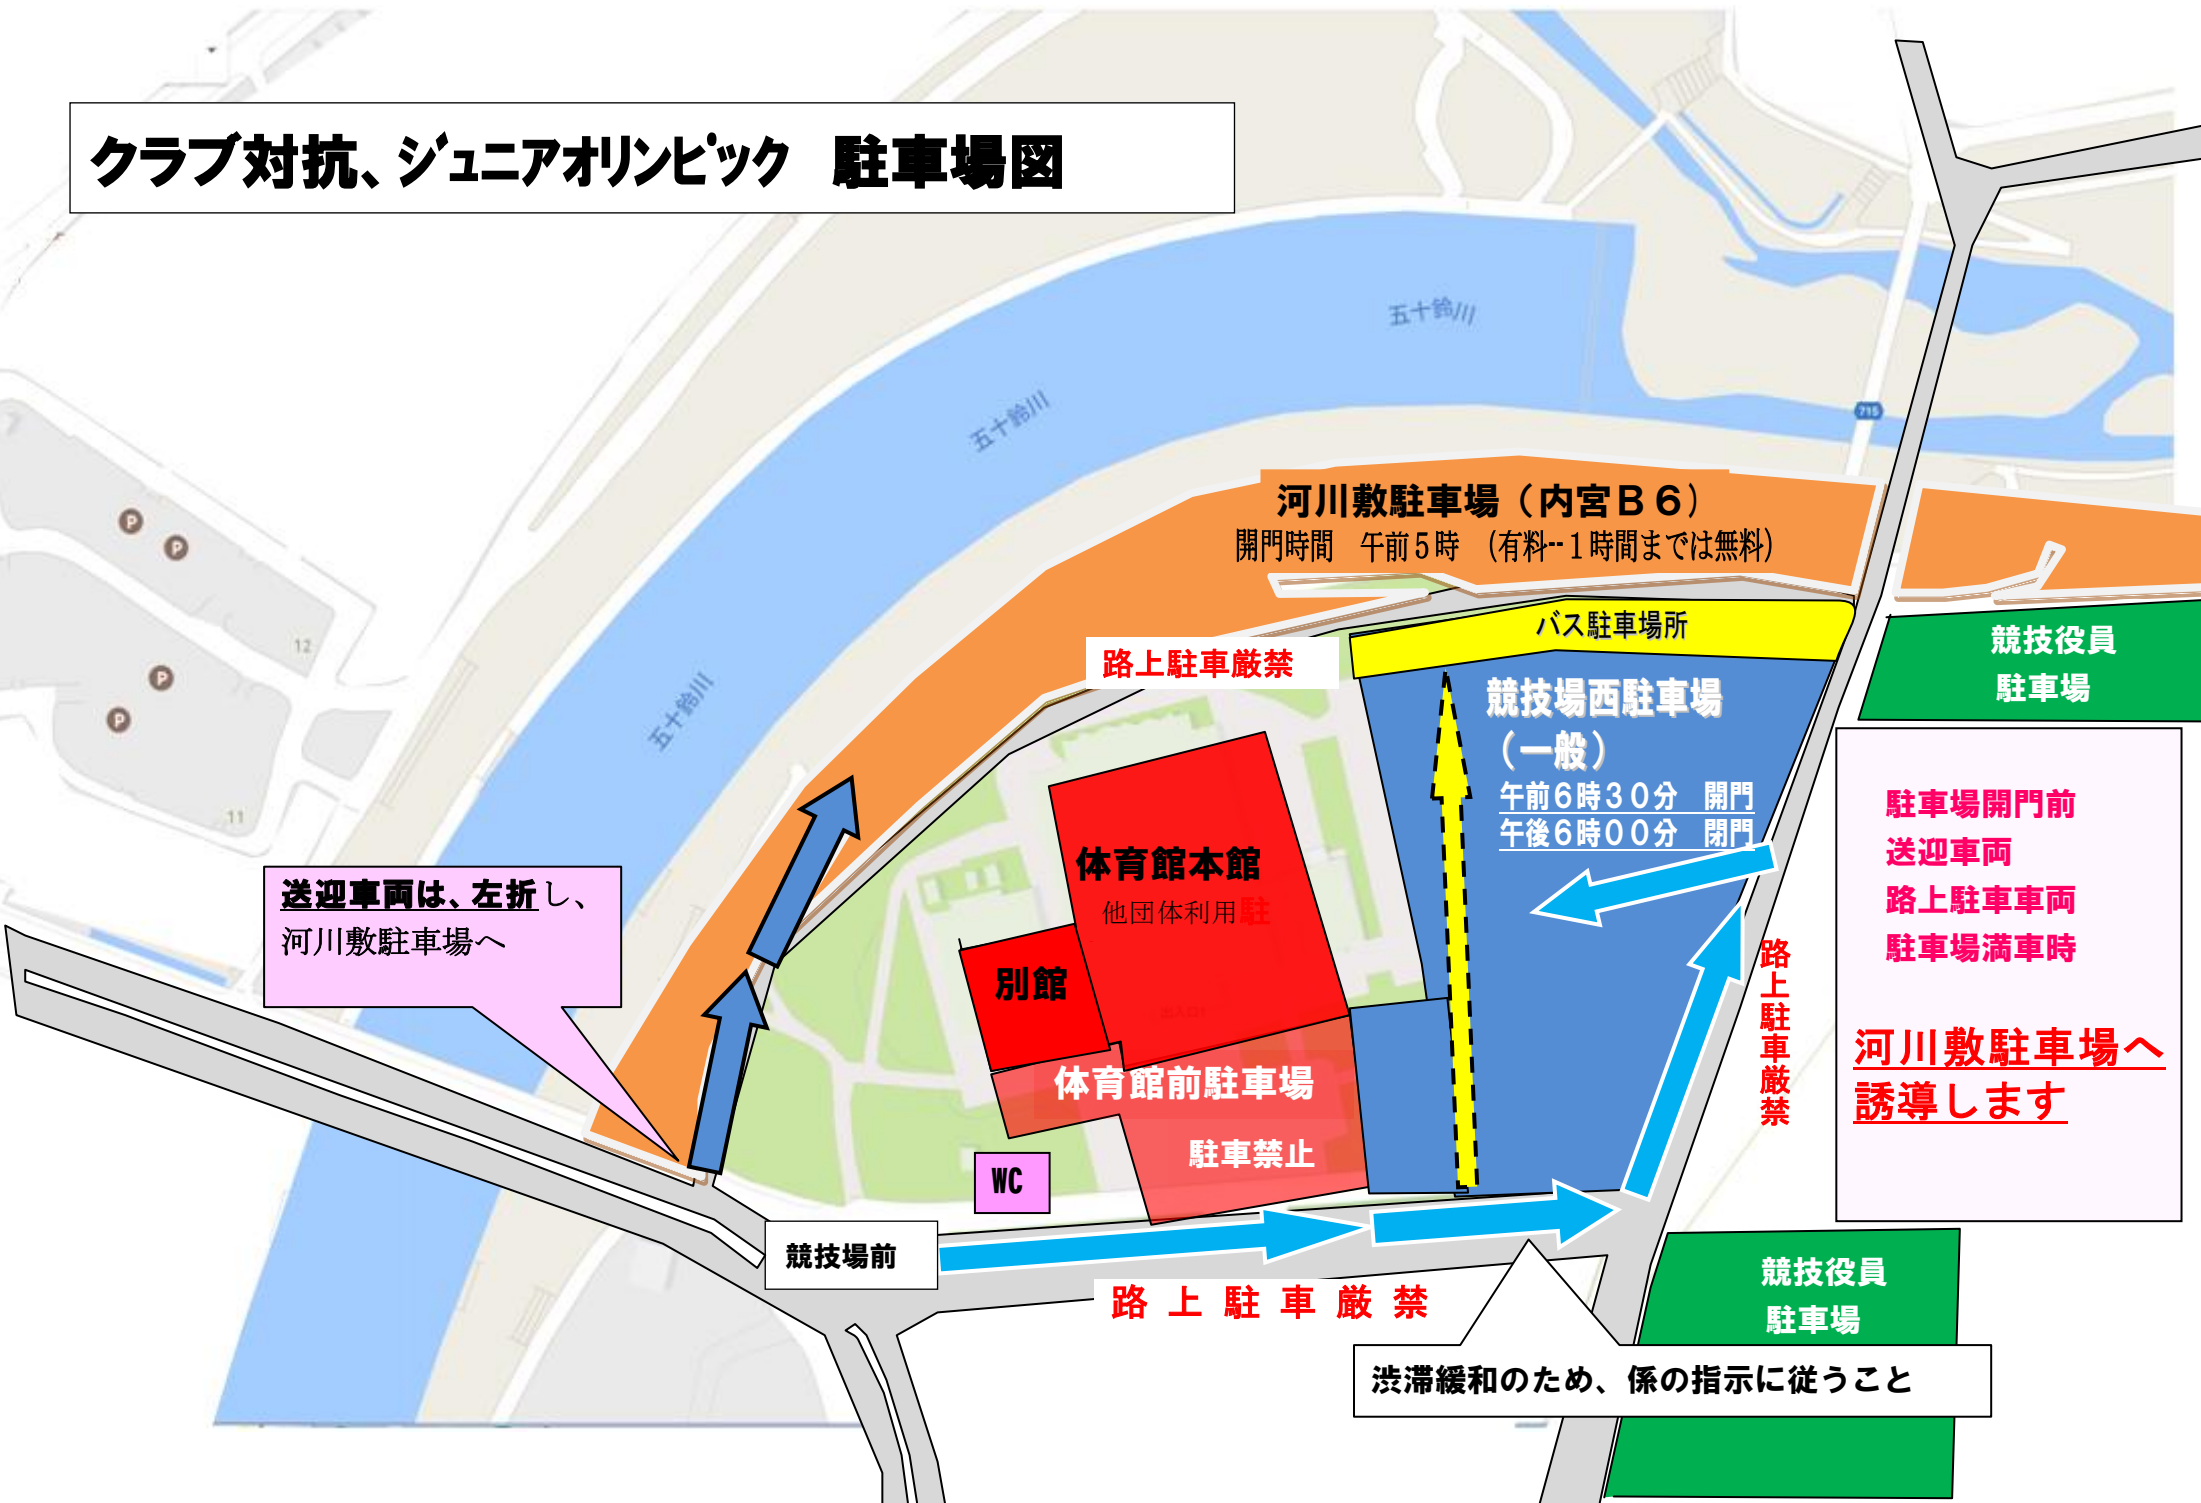 クラブ対抗、ジュニアオリンピック　駐車場図
五十鈴川
五十鈴川
五十鈴川
715
河川敷駐車場（内宮Ｂ６）
開門時間　午前５時　（有料--１時間までは無料）
バス駐車場所
路上駐車厳禁
競技役員
駐車場
競技場西駐車場
（一般）
午前６時３０分　開門
午後６時００分　閉門
P
P
P
P
12
11
体育館本館
他団体利用駐
別館
送迎車両は、左折し、
河川敷駐車場へ
駐車場開門前
送迎車両
路上駐車車両
駐車場満車時
河川敷駐車場へ
誘導します
路上駐車厳禁
体育館前駐車場
駐車禁止
WC
競技場前
路上駐車厳禁
競技役員
駐車場
渋滞緩和のため、係の指示に従うこと